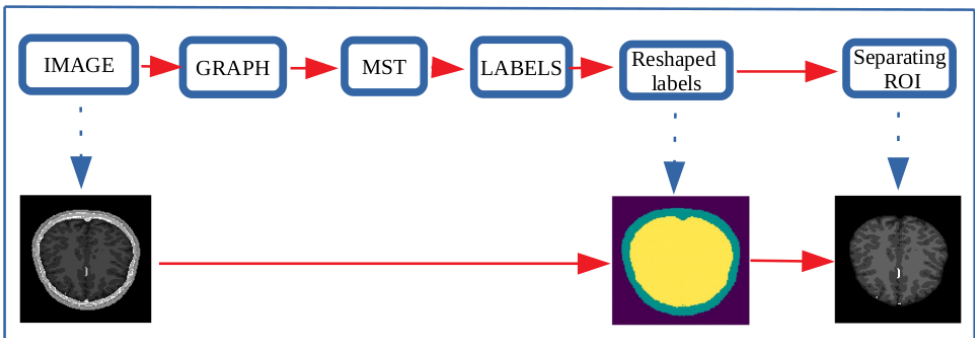 IMAGE
GRAPH
MST
LABELS
Reshaped
labels
Separating
ROI